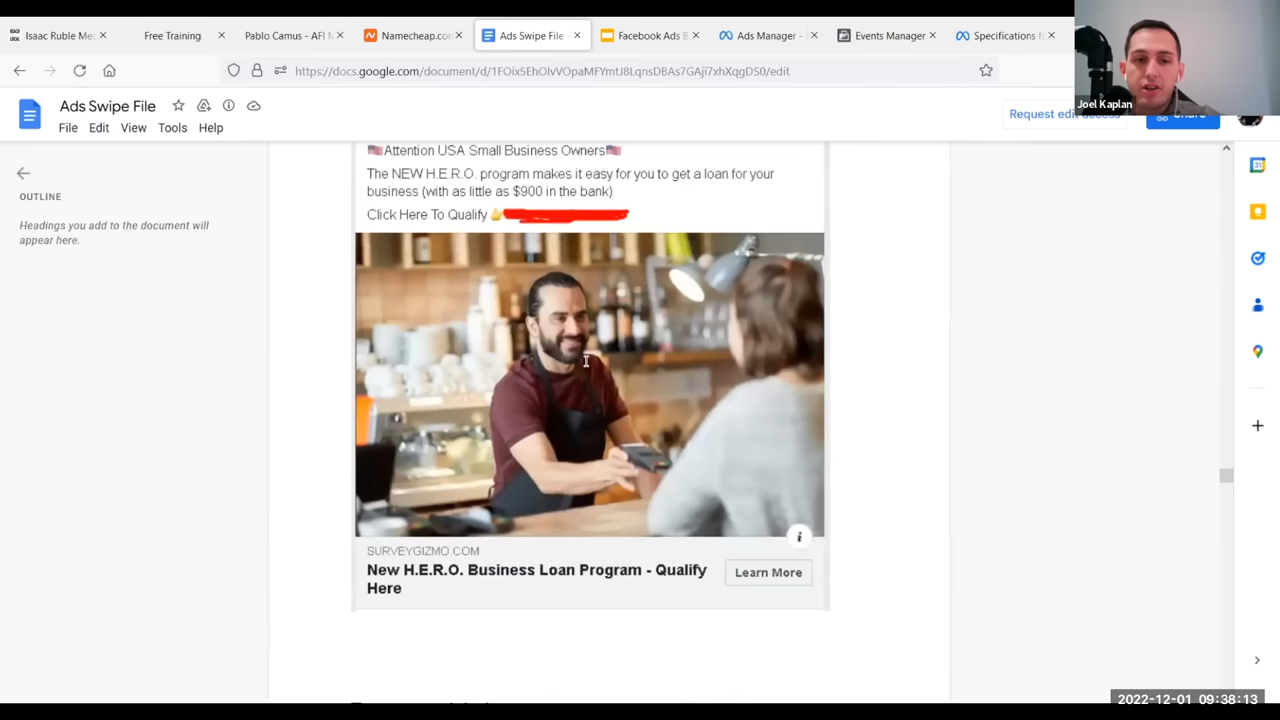 Isaac Ruble Me
Free Training
Pablo Camus - AFI M
Namecheap.co
Ads Swipe File -
Facebook Ads B
Ads Manager -
Events Manager
Specifications fo
https://docs.google.com/document/d/1FOix5EhOIvVOpaMFYmtJ8LqnsDBAs7GAji7xhXqgDS0/edit
Joel Kaplan
Ads Swipe File
Request edit access
Share
File Edit View Tools Help
OUTLINE
Headings you add to the document will
appear here.
Attention USA Small Business Owners
The NEW H.E.R.O. program makes it easy for you to get a loan for your
business (with as little as $900 in the bank)
Click Here To Qualify
SURVEYGIZMO.COM
New H.E.R.O. Business Loan Program - Qualify
Here
Learn More
2022-12-01 09:38:13